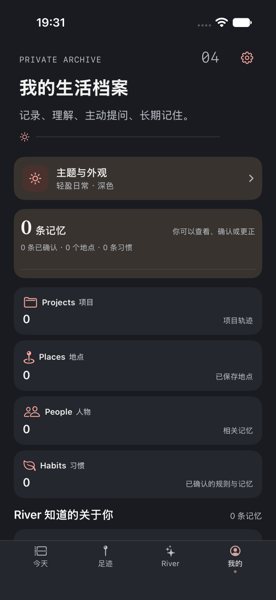 19:31
PRIVATE ARCHIVE
04
我的生活档案
记录、理解、主动提问、长期记住。
主题与外观
轻盈日常 · 深色
0 条记忆
你可以查看、确认或更正
0 条已确认 · 0 个地点 · 0 条习惯
Projects 项目
0
项目轨迹
Places 地点
0
已保存地点
People 人物
0
相关记忆
Habits 习惯
0
已确认的规则与记忆
River 知道的关于你
0 条记忆
今天
足迹
River
我的